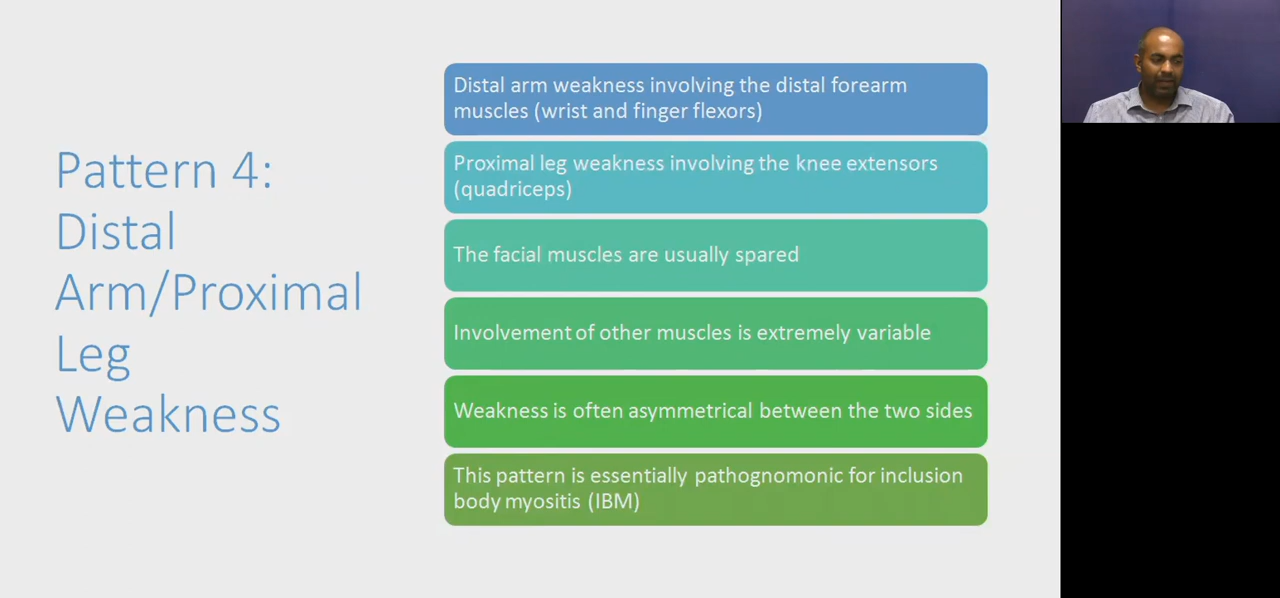 Pattern 4:
Distal
Arm/Proximal
Leg
Weakness
Distal arm weakness involving the distal forearm
muscles (wrist and finger flexors)
Proximal leg weakness involving the knee extensors
(quadriceps)
The facial muscles are usually spared
Involvement of other muscles is extremely variable
Weakness is often asymmetrical between the two sides
This pattern is essentially pathognomonic for inclusion
body myositis (IBM)